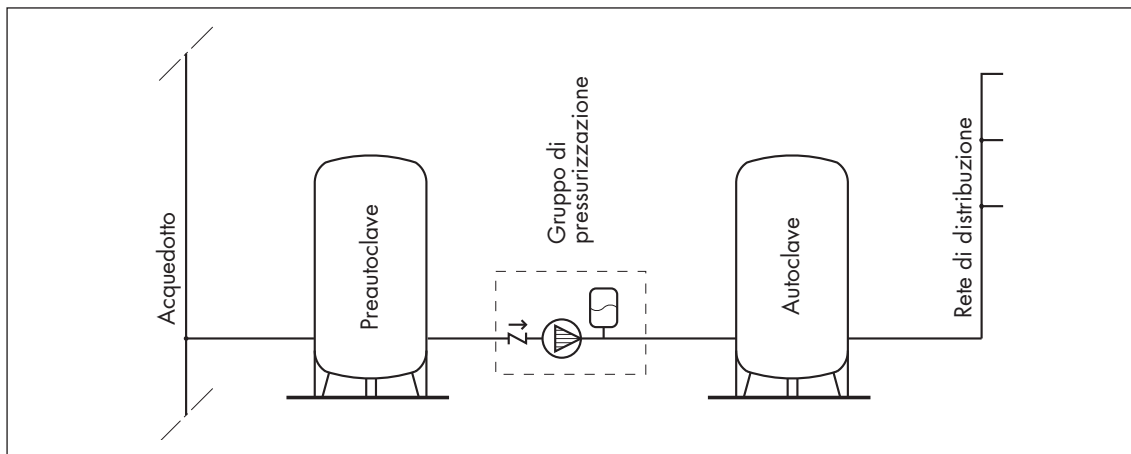 Acquedotto
Preautoclave
Gruppo di
pressurizzazione
Autoclave
Rete di distribuzione